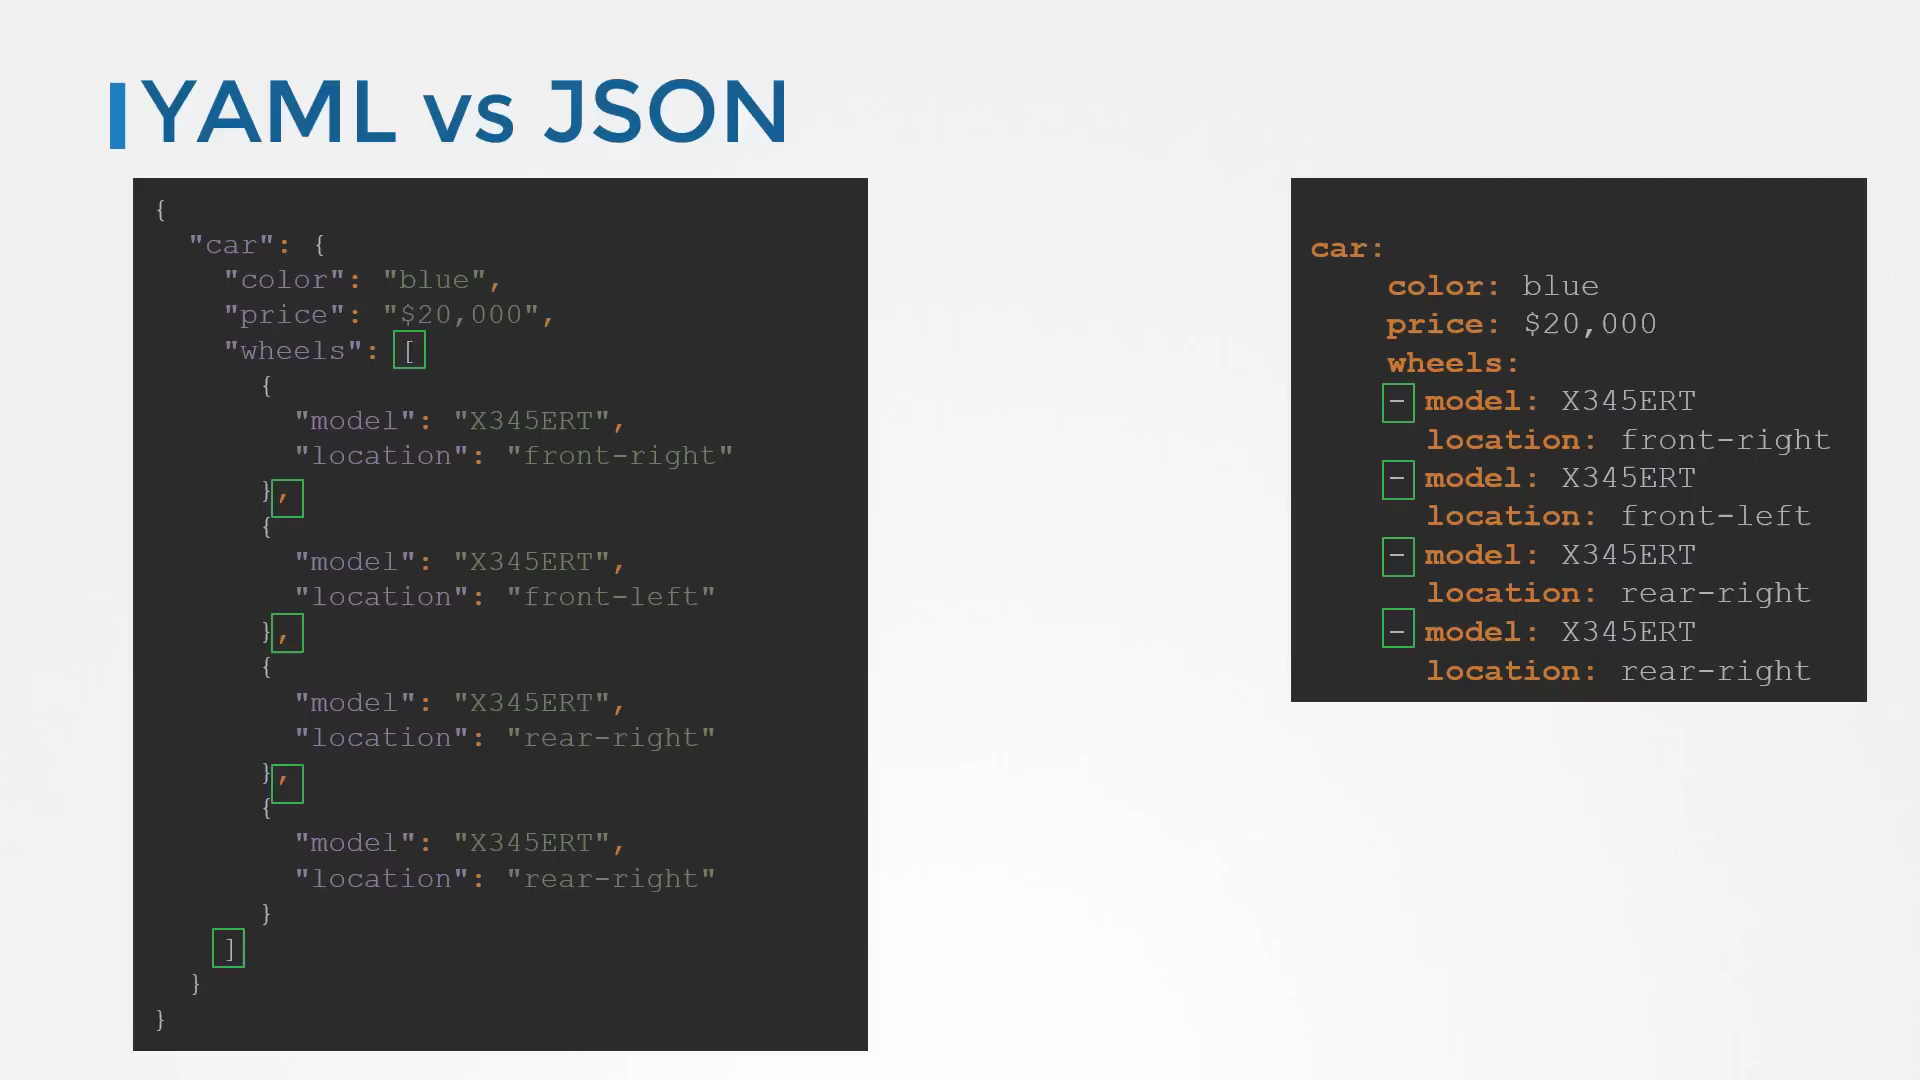 YAML vs JSON
{
"car": {
"color": "blue",
"price": "$20,000",
"wheels": [
{
"model": "X345ERT",
"location": "front-right"
},
{
"model": "X345ERT",
"location": "front-left"
},
{
"model": "X345ERT",
"location": "rear-right"
},
{
"model": "X345ERT",
"location": "rear-right"
}
]
}
}
car:
color: blue
price: $20,000
wheels:
- model: X345ERT
location: front-right
- model: X345ERT
location: front-left
- model: X345ERT
location: rear-right
- model: X345ERT
location: rear-right